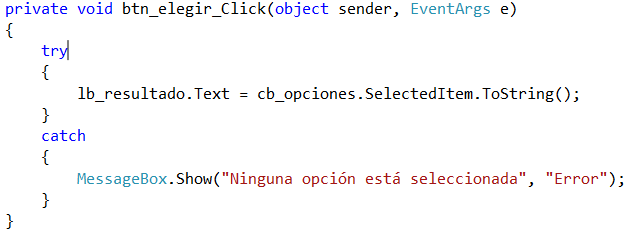 private void btn_elegir_Click(object sender, EventArgs e)
{
    try
    {
        lb_resultado.Text = cb_opciones.SelectedItem.ToString();
    }
    catch
    {
        MessageBox.Show("Ninguna opción está seleccionada", "Error");
    }
}